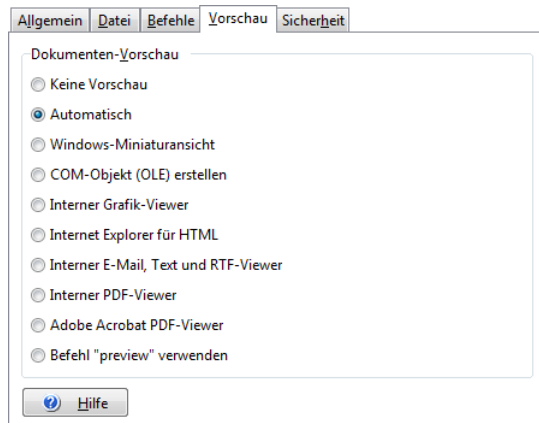 Allgemein Datei Befehle Vorschau Sicherheit
Dokumenten-Vorschau
Keine Vorschau
Automatisch
Windows-Miniaturansicht
COM-Objekt (OLE) erstellen
Interner Grafik-Viewer
Internet Explorer für HTML
Interner E-Mail, Text und RTF-Viewer
Interner PDF-Viewer
Adobe Acrobat PDF-Viewer
Befehl "preview" verwenden
Hilfe